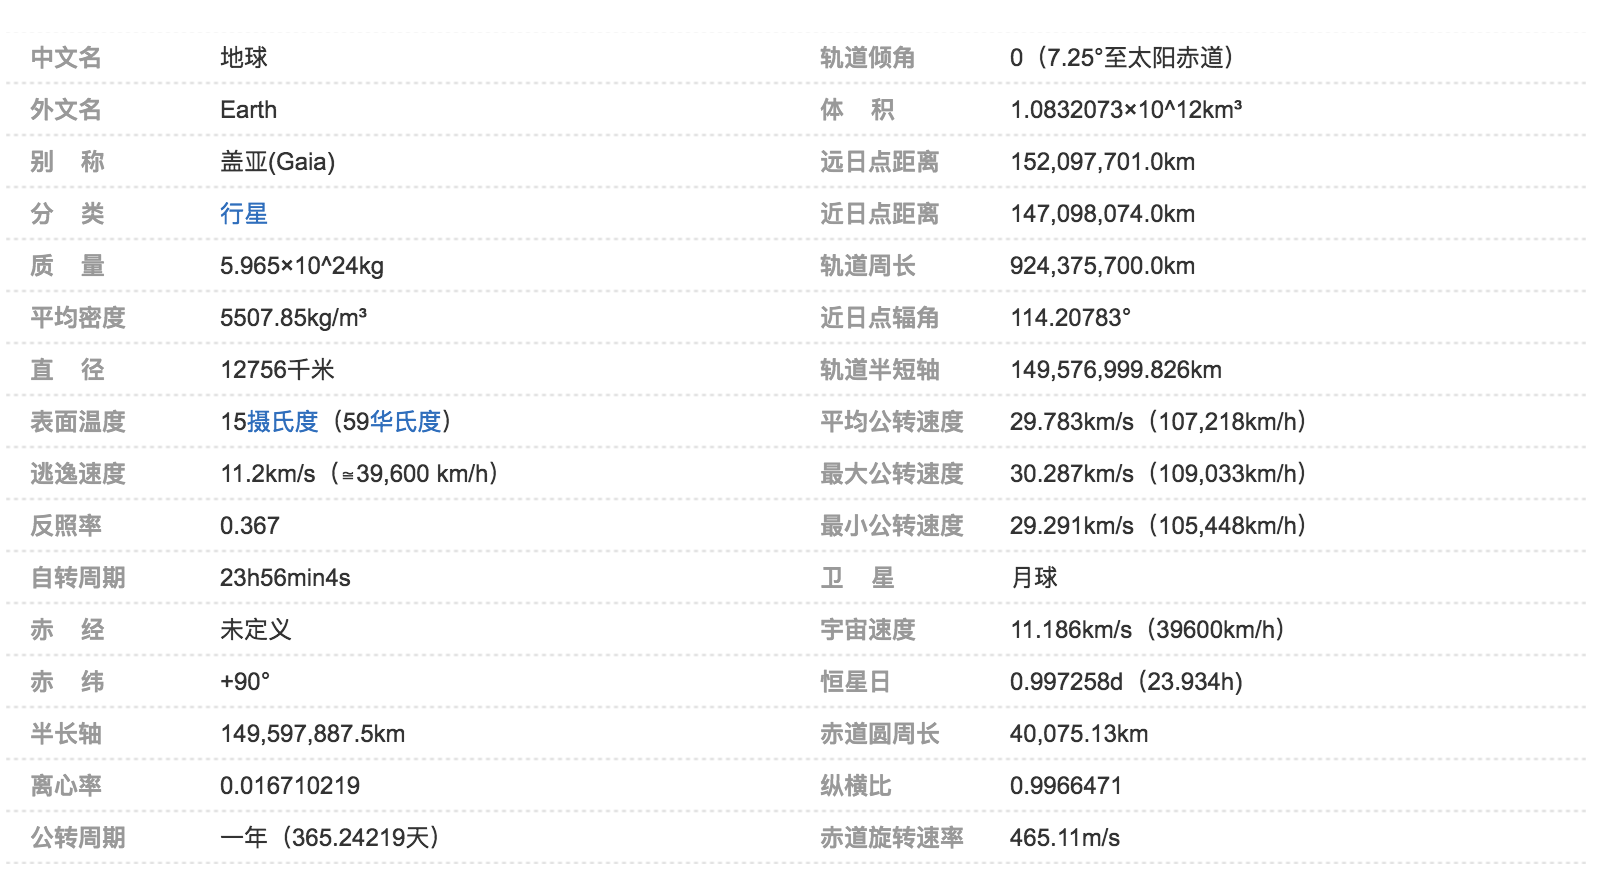 中文名 地球
外文名 Earth
别 称 盖亚(Gaia)
分 类 行星
质 量 5.965×10^24kg
平均密度 5507.85kg/m³
直 径 12756千米
表面温度 15摄氏度（59华氏度）
逃逸速度 11.2km/s（≅39,600 km/h）
反照率 0.367
自转周期 23h56min4s
赤 经 未定义
赤 纬 +90°
半长轴 149,597,887.5km
离心率 0.016710219
公转周期 一年（365.24219天）
轨道倾角 0（7.25°至太阳赤道）
体 积 1.0832073×10^12km³
远日点距离 152,097,701.0km
近日点距离 147,098,074.0km
轨道周长 924,375,700.0km
近日点辐角 114.20783°
轨道半短轴 149,576,999.826km
平均公转速度 29.783km/s（107,218km/h）
最大公转速度 30.287km/s（109,033km/h）
最小公转速度 29.291km/s（105,448km/h）
卫 星 月球
宇宙速度 11.186km/s（39600km/h）
恒星日 0.997258d（23.934h)
赤道圆周长 40,075.13km
纵横比 0.9966471
赤道旋转速率 465.11m/s